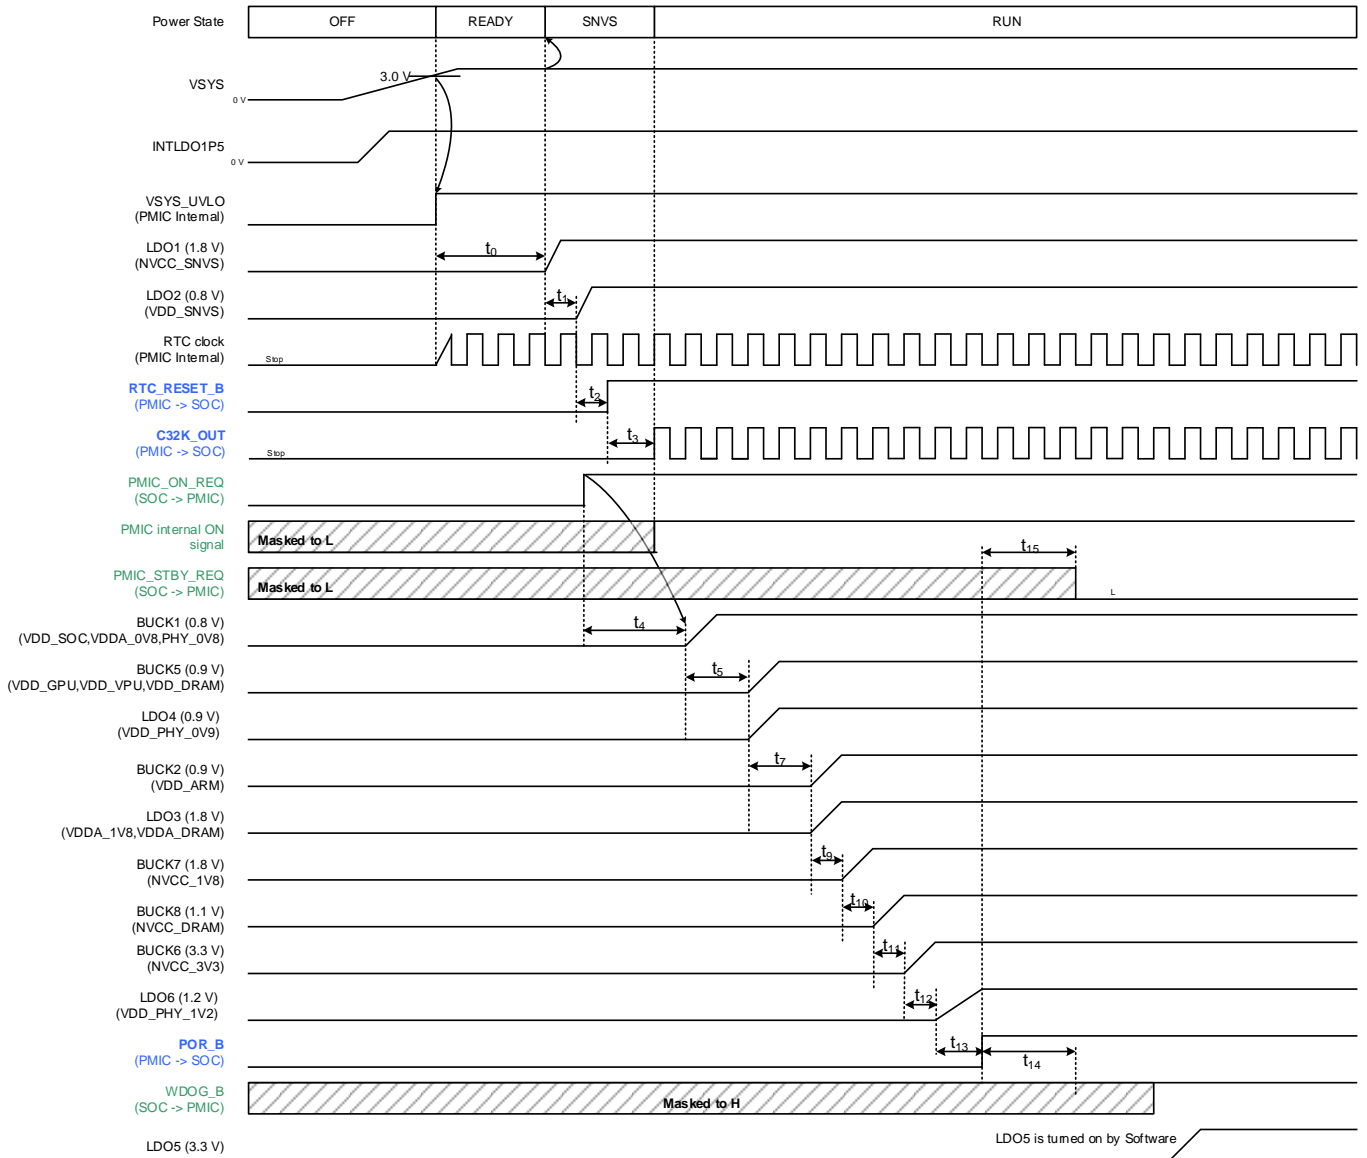 Power State OFF READY SNVS RUN
3.0 V
VSYS
0 V
INTLDO1P5
0 V
VSYS_UVLO
(PMIC Internal)
LDO1 (1.8 V)
(NVCC_SNVS)
t0
LDO2 (0.8 V)
(VDD_SNVS)
t1
RTC clock
(PMIC Internal)
Stop
RTC_RESET_B
(PMIC -> SOC)
t2
C32K_OUT
(PMIC -> SOC)
Stop
t3
PMIC_ON_REQ
(SOC -> PMIC)
PMIC internal ON
signal
Masked to L
t15
PMIC_STBY_REQ
(SOC -> PMIC)
Masked to L
L
BUCK1 (0.8 V)
(VDD_SOC,VDDA_0V8,PHY_0V8)
t4
BUCK5 (0.9 V)
(VDD_GPU,VDD_VPU,VDD_DRAM)
t5
LDO4 (0.9 V)
(VDD_PHY_0V9)
BUCK2 (0.9 V)
(VDD_ARM)
t7
LDO3 (1.8 V)
(VDDA_1V8,VDDA_DRAM)
BUCK7 (1.8 V)
(NVCC_1V8)
t9
BUCK8 (1.1 V)
(NVCC_DRAM)
t10
BUCK6 (3.3 V)
(NVCC_3V3)
t11
LDO6 (1.2 V)
(VDD_PHY_1V2)
t12
POR_B
(PMIC -> SOC)
t13
t14
WDOG_B
(SOC -> PMIC)
Masked to H
LDO5 (3.3 V)
LDO5 is turned on by Software